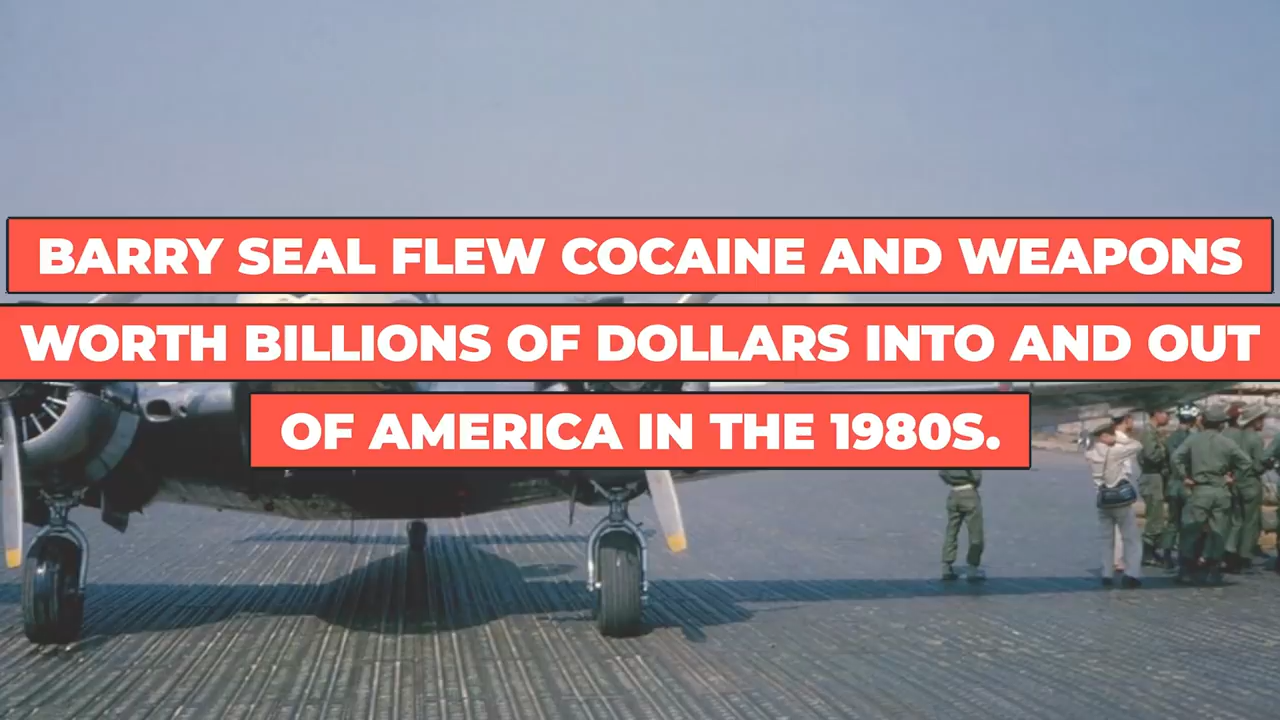 BARRY SEAL FLEW COCAINE AND WEAPONS
WORTH BILLIONS OF DOLLARS INTO AND OUT
OF AMERICA IN THE 1980S.